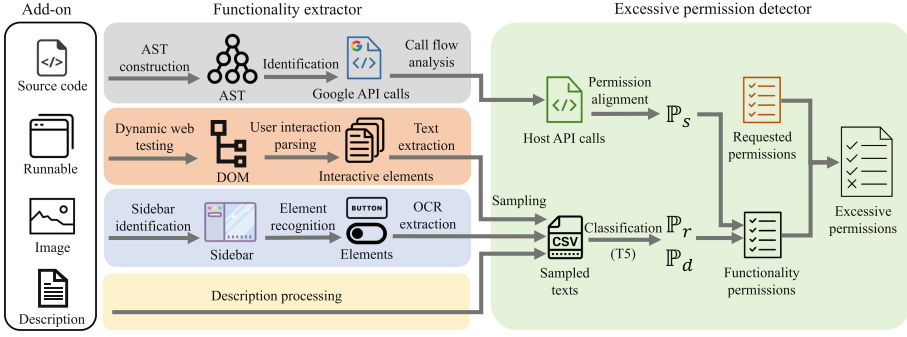 Add-on
Functionality extractor
Excessive permission detector
Source code
Runnable
Image
Description
AST
construction
AST
Identification
Google API calls
Call flow
analysis
Dynamic web
testing
DOM
User interaction
parsing
Interactive elements
Text
extraction
Sidebar
identification
Sidebar
Element
recognition
BUTTON
Elements
OCR
extraction
Description processing
Host API calls
Permission
alignment
ℙs
Requested
permissions
Sampling
CSV
Sampled
texts
Classification
(T5)
ℙr
ℙd
Functionality
permissions
Excessive
permissions